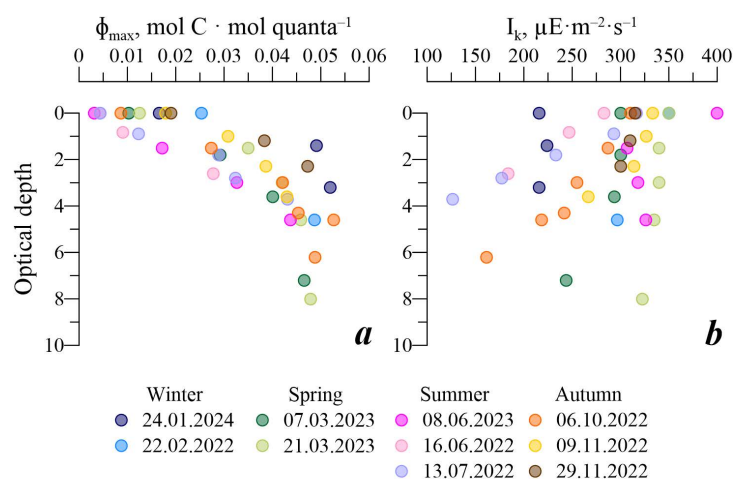 ϕmax, mol C · mol quanta⁻¹
Iₖ, µE·m⁻²·s⁻¹
0 0.01 0.02 0.03 0.04 0.05 0.06
100 150 200 250 300 350 400
0
2
4
6
8
10
Optical depth
a
0
2
4
6
8
10
b
Winter Spring Summer Autumn
24.01.2024 07.03.2023 08.06.2023 06.10.2022
22.02.2022 21.03.2023 16.06.2022 09.11.2022
13.07.2022 29.11.2022